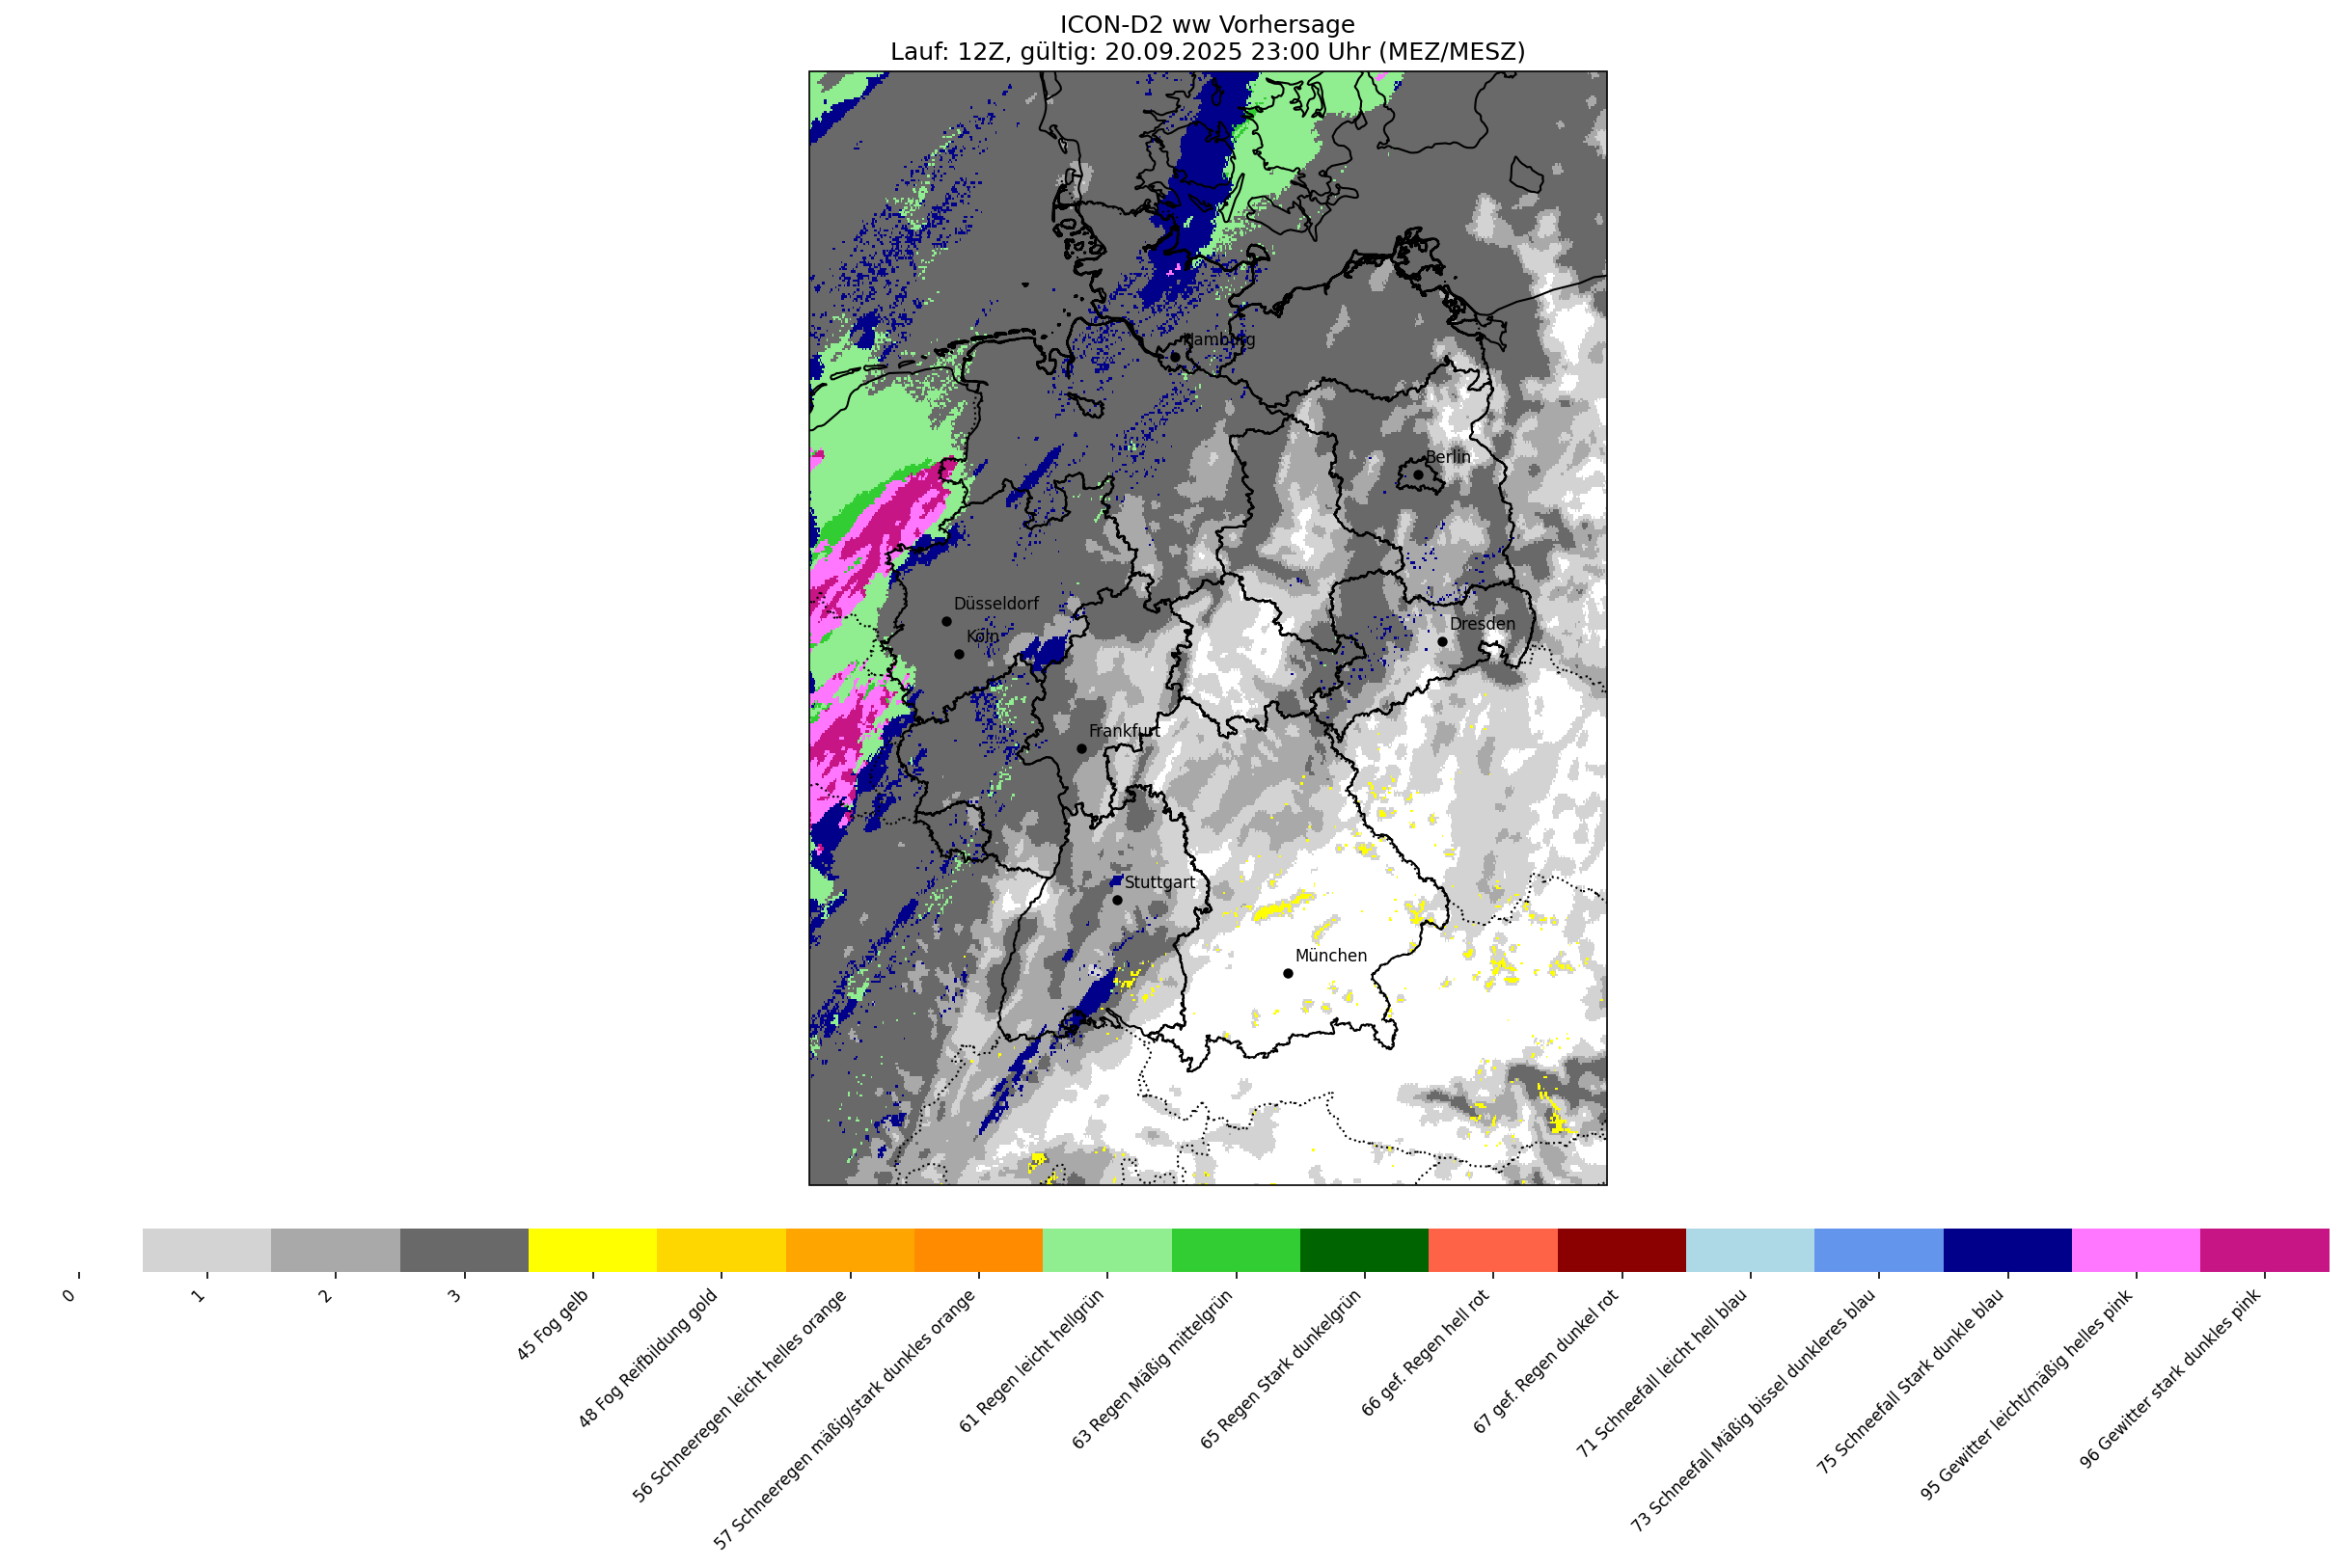 ICON-D2 ww Vorhersage
Lauf: 12Z, gültig: 20.09.2025 23:00 Uhr (MEZ/MESZ)
Hamburg
Berlin
Düsseldorf
Köln
Dresden
Frankfurt
Stuttgart
München
0
1
2
3
45 Fog gelb
48 Fog Reifbildung gold
56 Schneeregen leicht helles orange
57 Schneeregen mäßig/stark dunkles orange
61 Regen leicht hellgrün
63 Regen Mäßig mittelgrün
65 Regen Stark dunkelgrün
66 gef. Regen hell rot
67 gef. Regen dunkel rot
71 Schneefall leicht hell blau
73 Schneefall Mäßig bissel dunkleres blau
75 Schneefall Stark dunkle blau
95 Gewitter leicht/mäßig helles pink
96 Gewitter stark dunkles pink